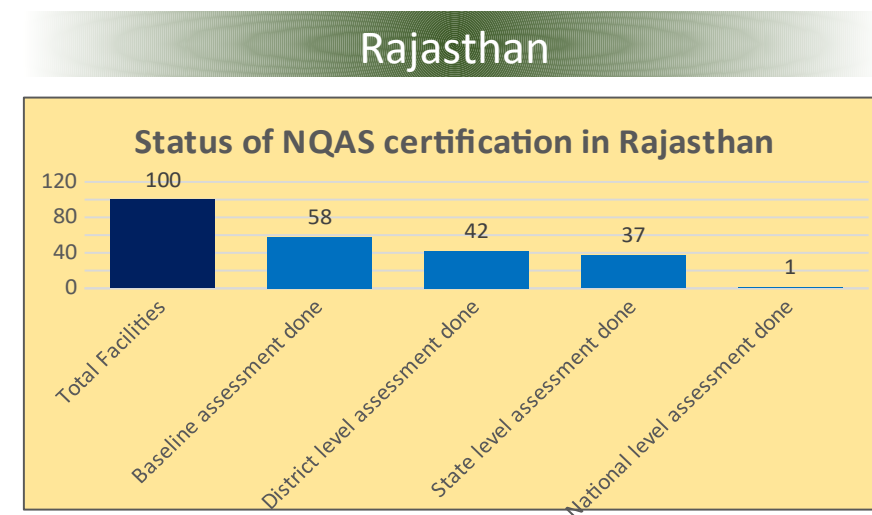 Rajasthan
Status of NQAS certification in Rajasthan
120
80
40
0
100
58
42
37
1
Total Facilities
Baseline assessment done
District level assessment done
State level assessment done
National level assessment done